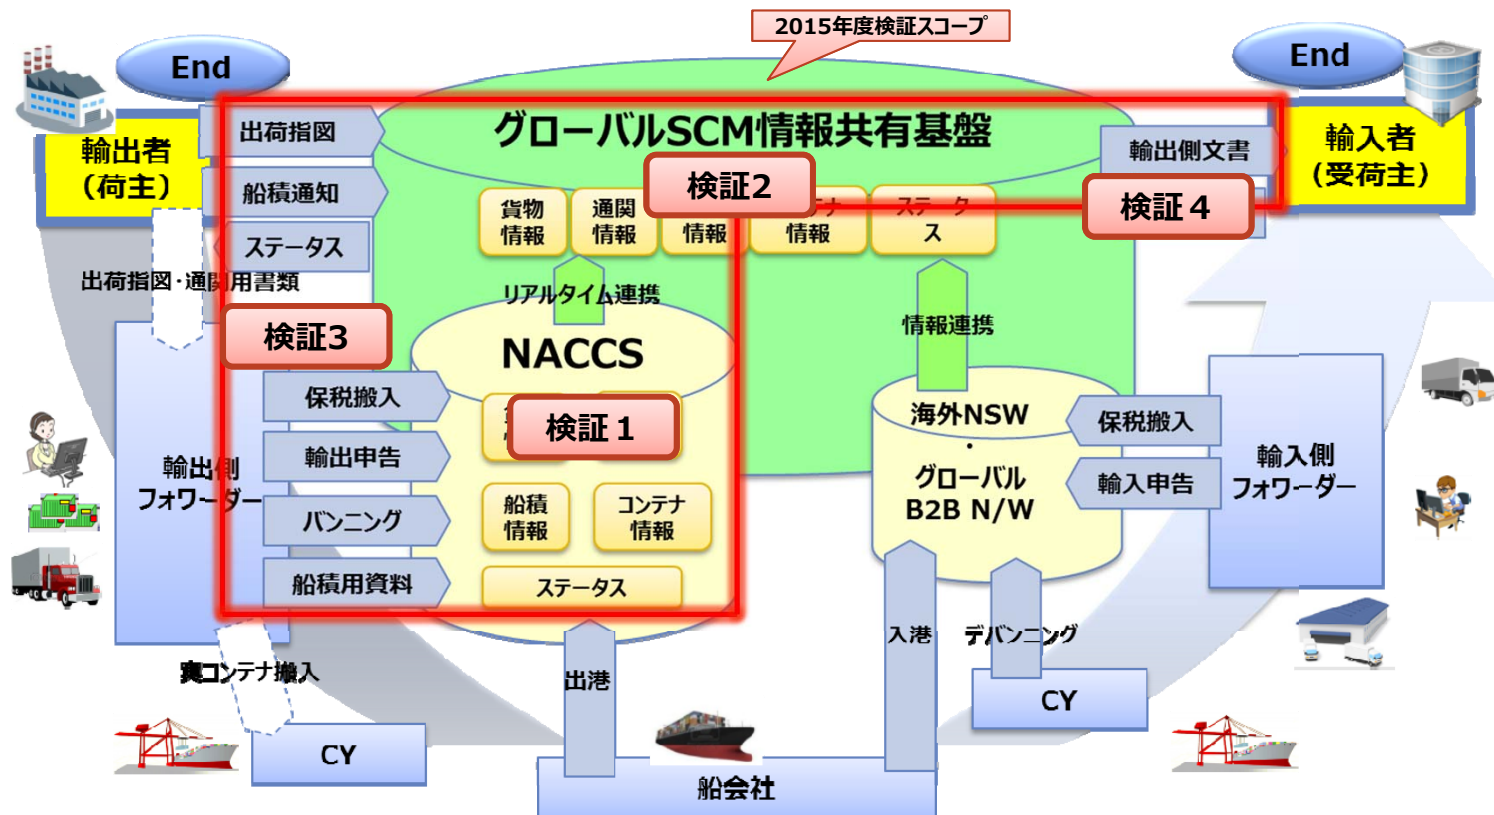 2015年度検証スコープ
End
End
輸出者
(荷主)
出荷指図
船積通知
ステータス
グローバルSCM情報共有基盤
輸出側文書
輸入者
(受荷主)
検証2
検証４
貨物
情報
通関
情報
情報
情報
ステータ
ス
出荷指図・通関用書類
リアルタイム連携
情報連携
検証3
NACCS
検証１
保税搬入
輸出申告
バンニング
船積用資料
輸出側
フォワーダー
船積
情報
コンテナ
情報
ステータス
海外NSW
・
グローバル
B2B N/W
保税搬入
輸入申告
輸入側
フォワーダー
実コンテナ搬入
出港
入港
デバンニング
CY
CY
船会社